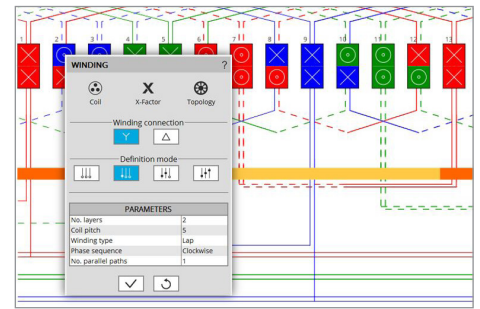 1 2 3 4 5 6 7 8 9 10 11 12 13
WINDING ?
Coil X-Factor Topology
Winding connection
Definition mode
PARAMETERS
No. layers 2
Coil pitch 5
Winding type Lap
Phase sequence Clockwise
No. parallel paths 1